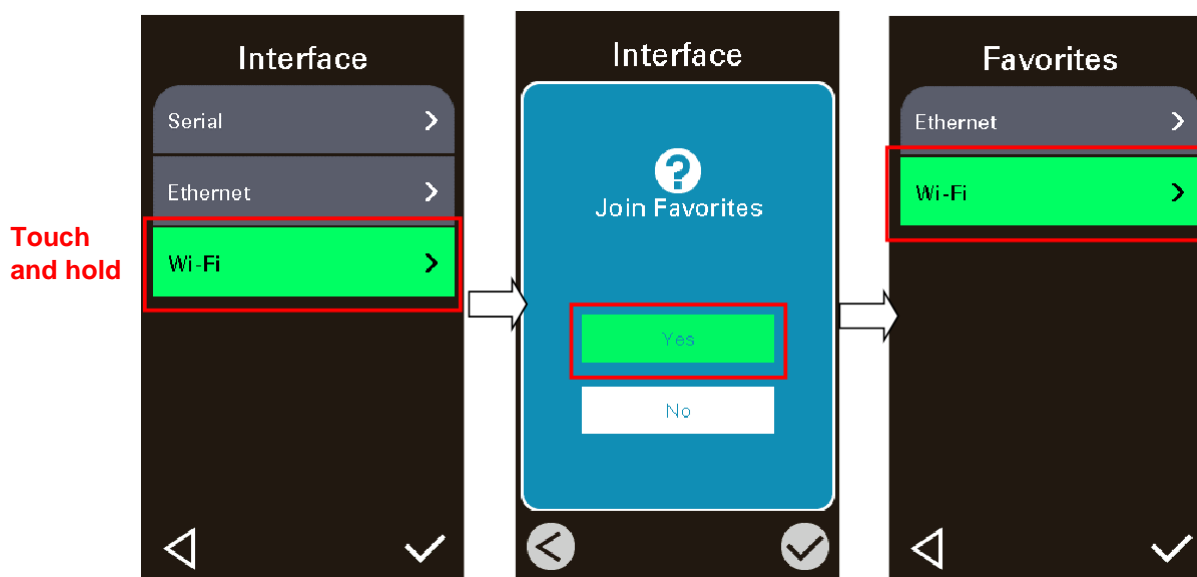 Touch
and hold
Interface
Serial
Ethernet
Wi-Fi
Interface
?
Join Favorites
Yes
No
Favorites
Ethernet
Wi-Fi